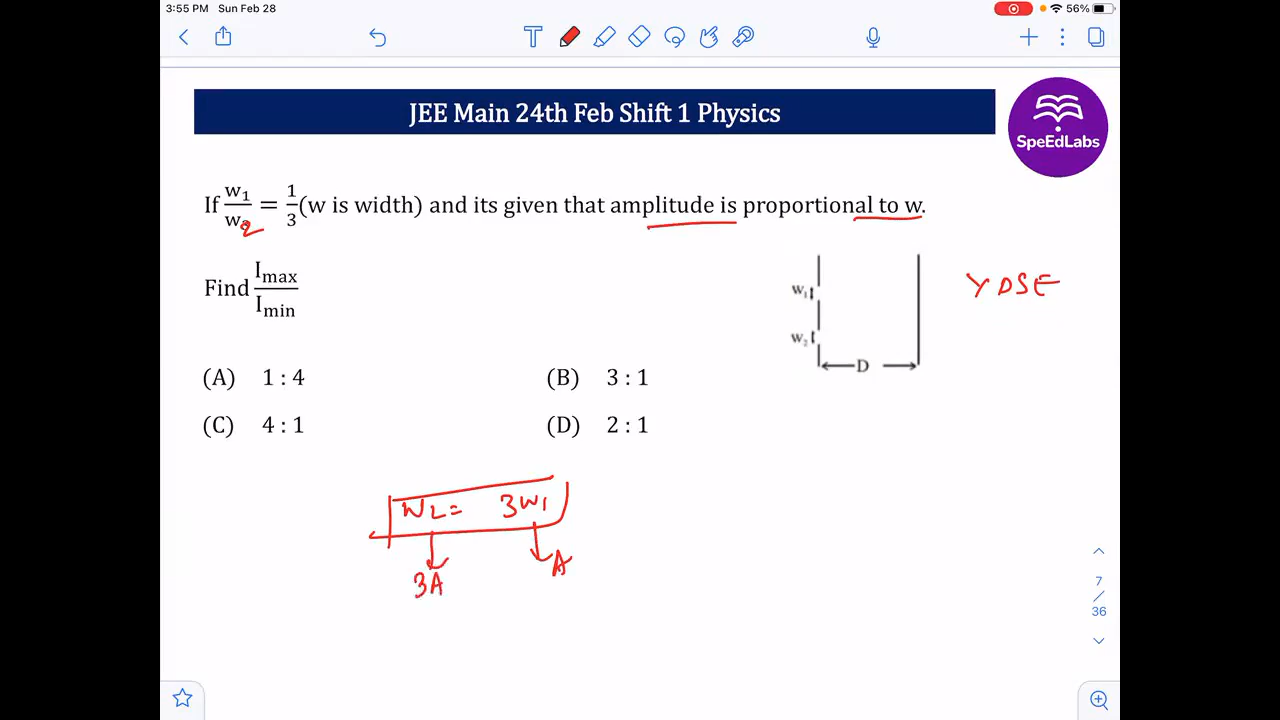 3:55 PM Sun Feb 28
56%
T
JEE Main 24th Feb Shift 1 Physics
SpeEdLabs
If w₁/w₂ = 1/3 (w is width) and its given that amplitude is proportional to w.
Find Imax/Imin
w₁
w₂
D
YDSE
(A) 1 : 4
(B) 3 : 1
(C) 4 : 1
(D) 2 : 1
W2 = 3W1
3A
A
7
/
36